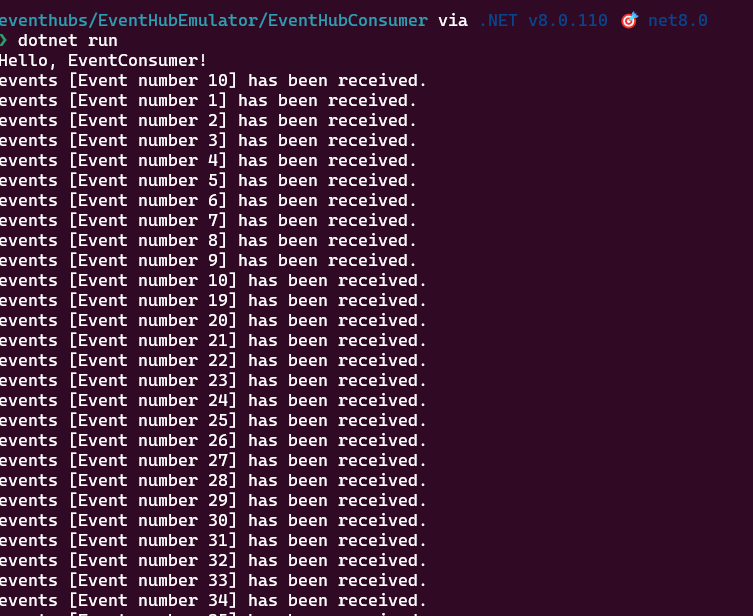 eventhubs/EventHubEmulator/EventHubConsumer via .NET v8.0.110 🎯 net8.0
❯ dotnet run
Hello, EventConsumer!
events [Event number 10] has been received.
events [Event number 1] has been received.
events [Event number 2] has been received.
events [Event number 3] has been received.
events [Event number 4] has been received.
events [Event number 5] has been received.
events [Event number 6] has been received.
events [Event number 7] has been received.
events [Event number 8] has been received.
events [Event number 9] has been received.
events [Event number 10] has been received.
events [Event number 19] has been received.
events [Event number 20] has been received.
events [Event number 21] has been received.
events [Event number 22] has been received.
events [Event number 23] has been received.
events [Event number 24] has been received.
events [Event number 25] has been received.
events [Event number 26] has been received.
events [Event number 27] has been received.
events [Event number 28] has been received.
events [Event number 29] has been received.
events [Event number 30] has been received.
events [Event number 31] has been received.
events [Event number 32] has been received.
events [Event number 33] has been received.
events [Event number 34] has been received.